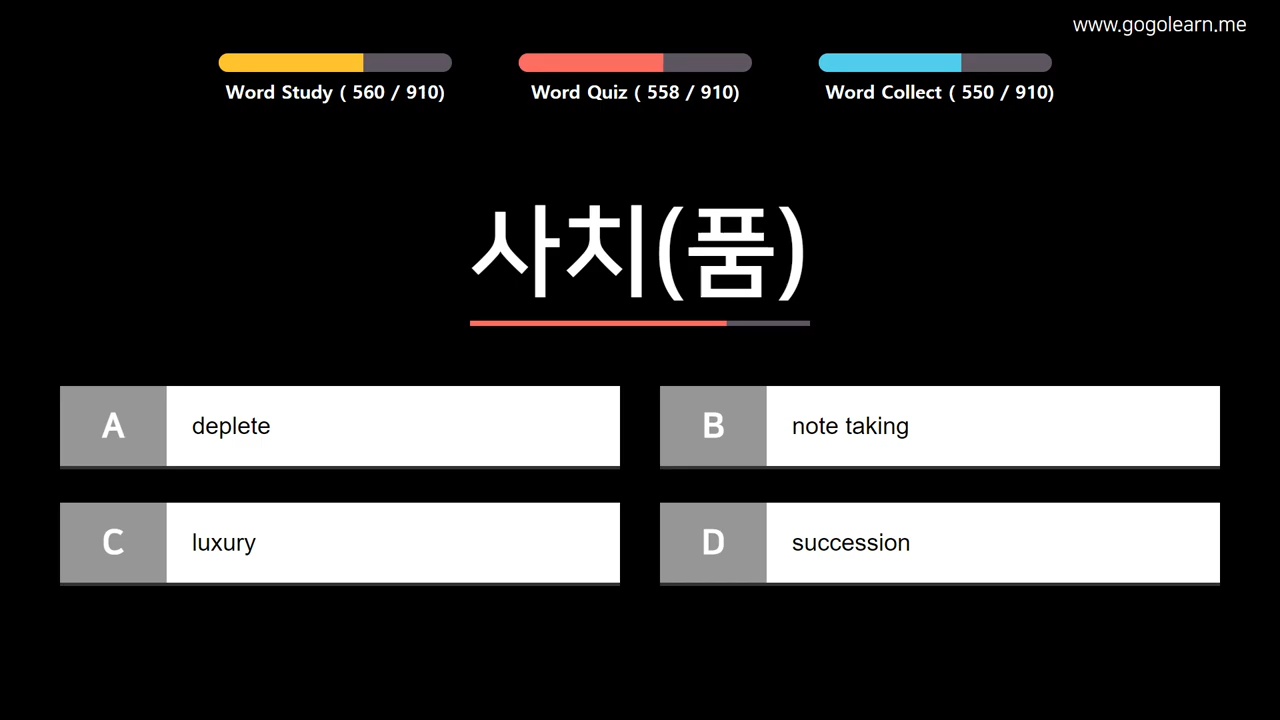 www.gogolearn.me
Word Study ( 560 / 910)
Word Quiz ( 558 / 910)
Word Collect ( 550 / 910)
사치(품)
A deplete
B note taking
C luxury
D succession